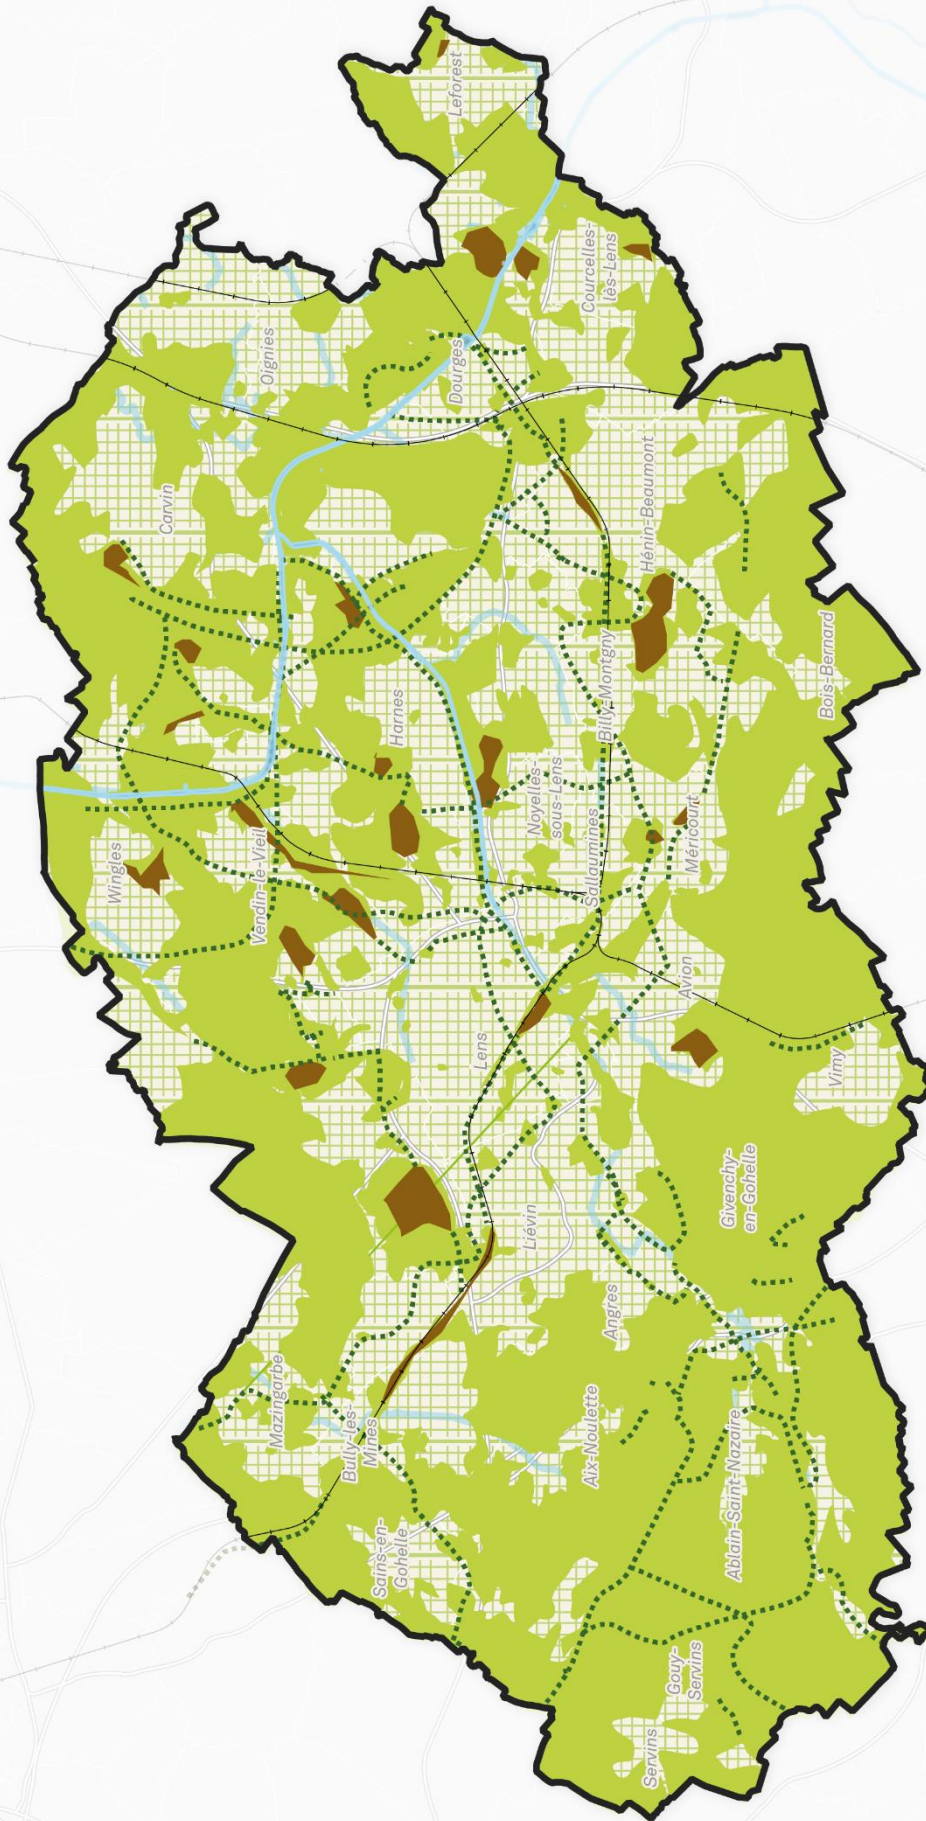 Leforest
Courcelles-
lès-Lens
Oignies
Dourges
Carvin
Hénin-Beaumont
Bois-Bernard
Billy-Montgny
Harnes
Noyelles-
sous-Lens
Méricourt
Sallaumines
Wingles
Vendin-le-Vieil
Avion
Lens
Vimy
Givenchy-
en-Gohelle
Liévin
Angres
Mazingarbe
Bully-les-
Mines
Aix-Noulette
Ablain-Saint-Nazaire
Sains-en-
Gohelle
Gouy-
Servins
Servins